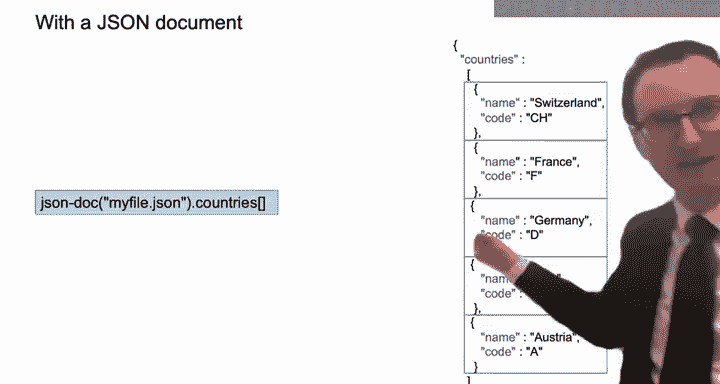 With a JSON document
json-doc("myfile.json").countries[]
{
"countries" :
[
{
"name" : "Switzerland",
"code" : "CH"
},
{
"name" : "France",
"code" : "F"
},
{
"name" : "Germany",
"code" : "D"
{
},
{
"name" : "Austria",
"code" : "A"
}
]